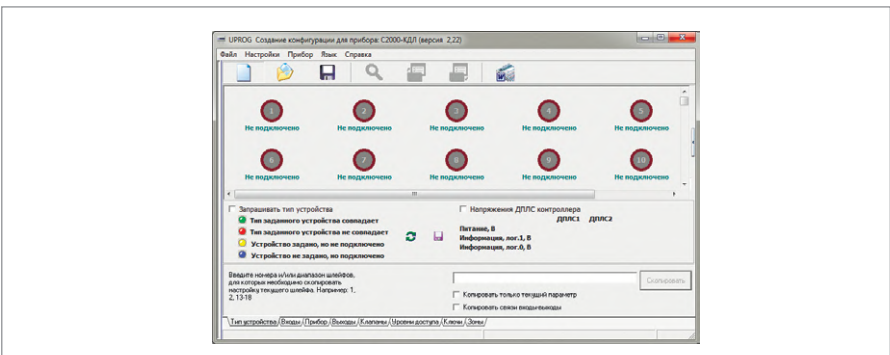 UPROG Создание конфигурации для прибора: С2000-КДЛ (версия 2,22)
Файл Настройки Прибор Язык Справка
1 2 3 4 5
Не подключено Не подключено Не подключено Не подключено Не подключено
6 7 8 9 10
Не подключено Не подключено Не подключено Не подключено Не подключено
Запрашивать тип устройства
Тип заданного устройства совпадает
Тип заданного устройства не совпадает
Устройство задано, но не подключено
Устройство не задано, но подключено
Напряжения ДПЛС контроллера
ДПЛС1 ДПЛС2
Питание, В
Информация, лог.1, В
Информация, лог.0, В
Введите номера и/или диапазон шлейфов,
для которых необходимо скопировать
настройку текущего шлейфа. Например: 1,
2, 13-18
Скопировать
Копировать только текущий параметр
Копировать связи входы-выходы
Тип устройства Входы Прибор Выходы Клапаны Уровни доступа Ключи Зоны